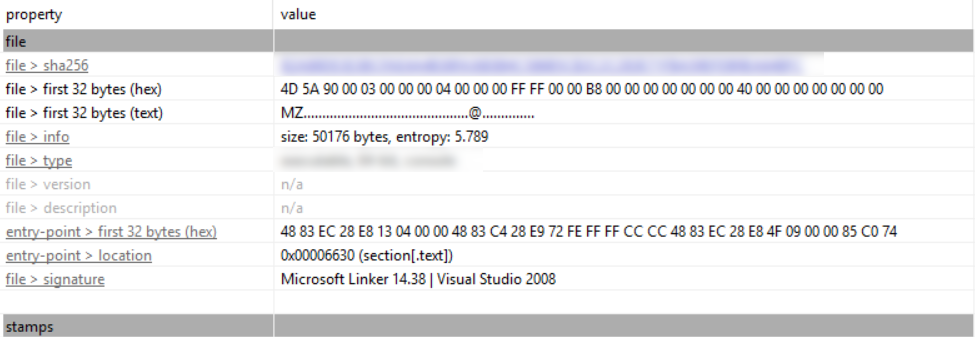 property value
file
file > sha256
file > first 32 bytes (hex) 4D 5A 90 00 03 00 00 00 04 00 00 00 FF FF 00 00 B8 00 00 00 00 00 00 00 40 00 00 00 00 00 00 00
file > first 32 bytes (text) MZ..............................................@..............
file > info size: 50176 bytes, entropy: 5.789
file > type
file > version n/a
file > description n/a
entry-point > first 32 bytes (hex) 48 83 EC 28 E8 13 04 00 00 48 83 C4 28 E9 72 FE FF FF CC CC 48 83 EC 28 E8 4F 09 00 00 85 C0 74
entry-point > location 0x00006630 (section[.text])
file > signature Microsoft Linker 14.38 | Visual Studio 2008
stamps